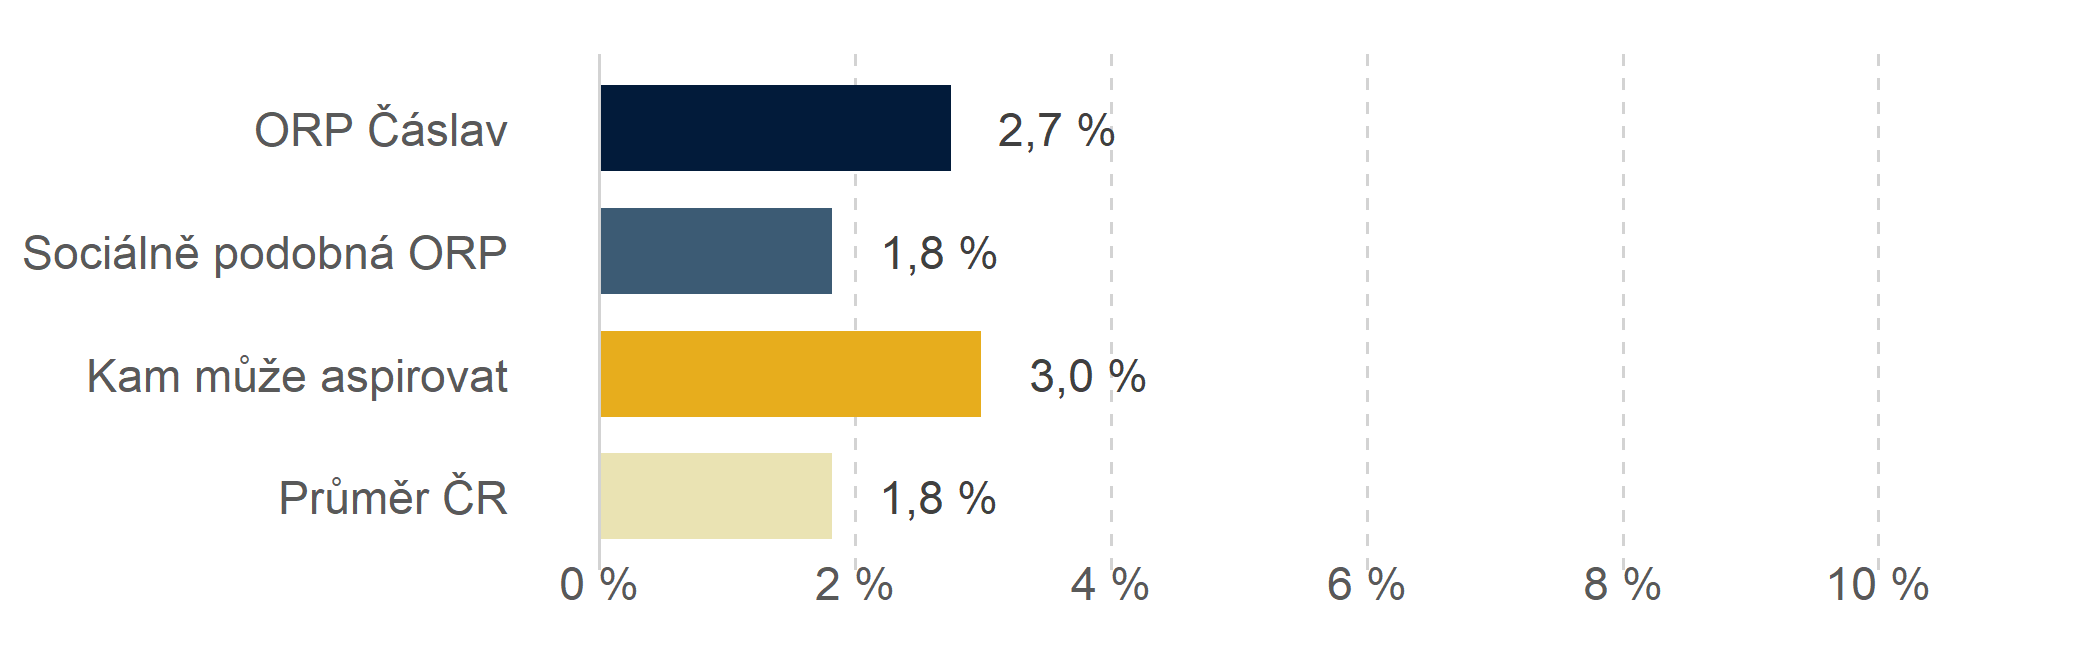 ORP Čáslav 2,7 %
Sociálně podobná ORP 1,8 %
Kam může aspirovat 3,0 %
Průměr ČR 1,8 %
0 % 2 % 4 % 6 % 8 % 10 %